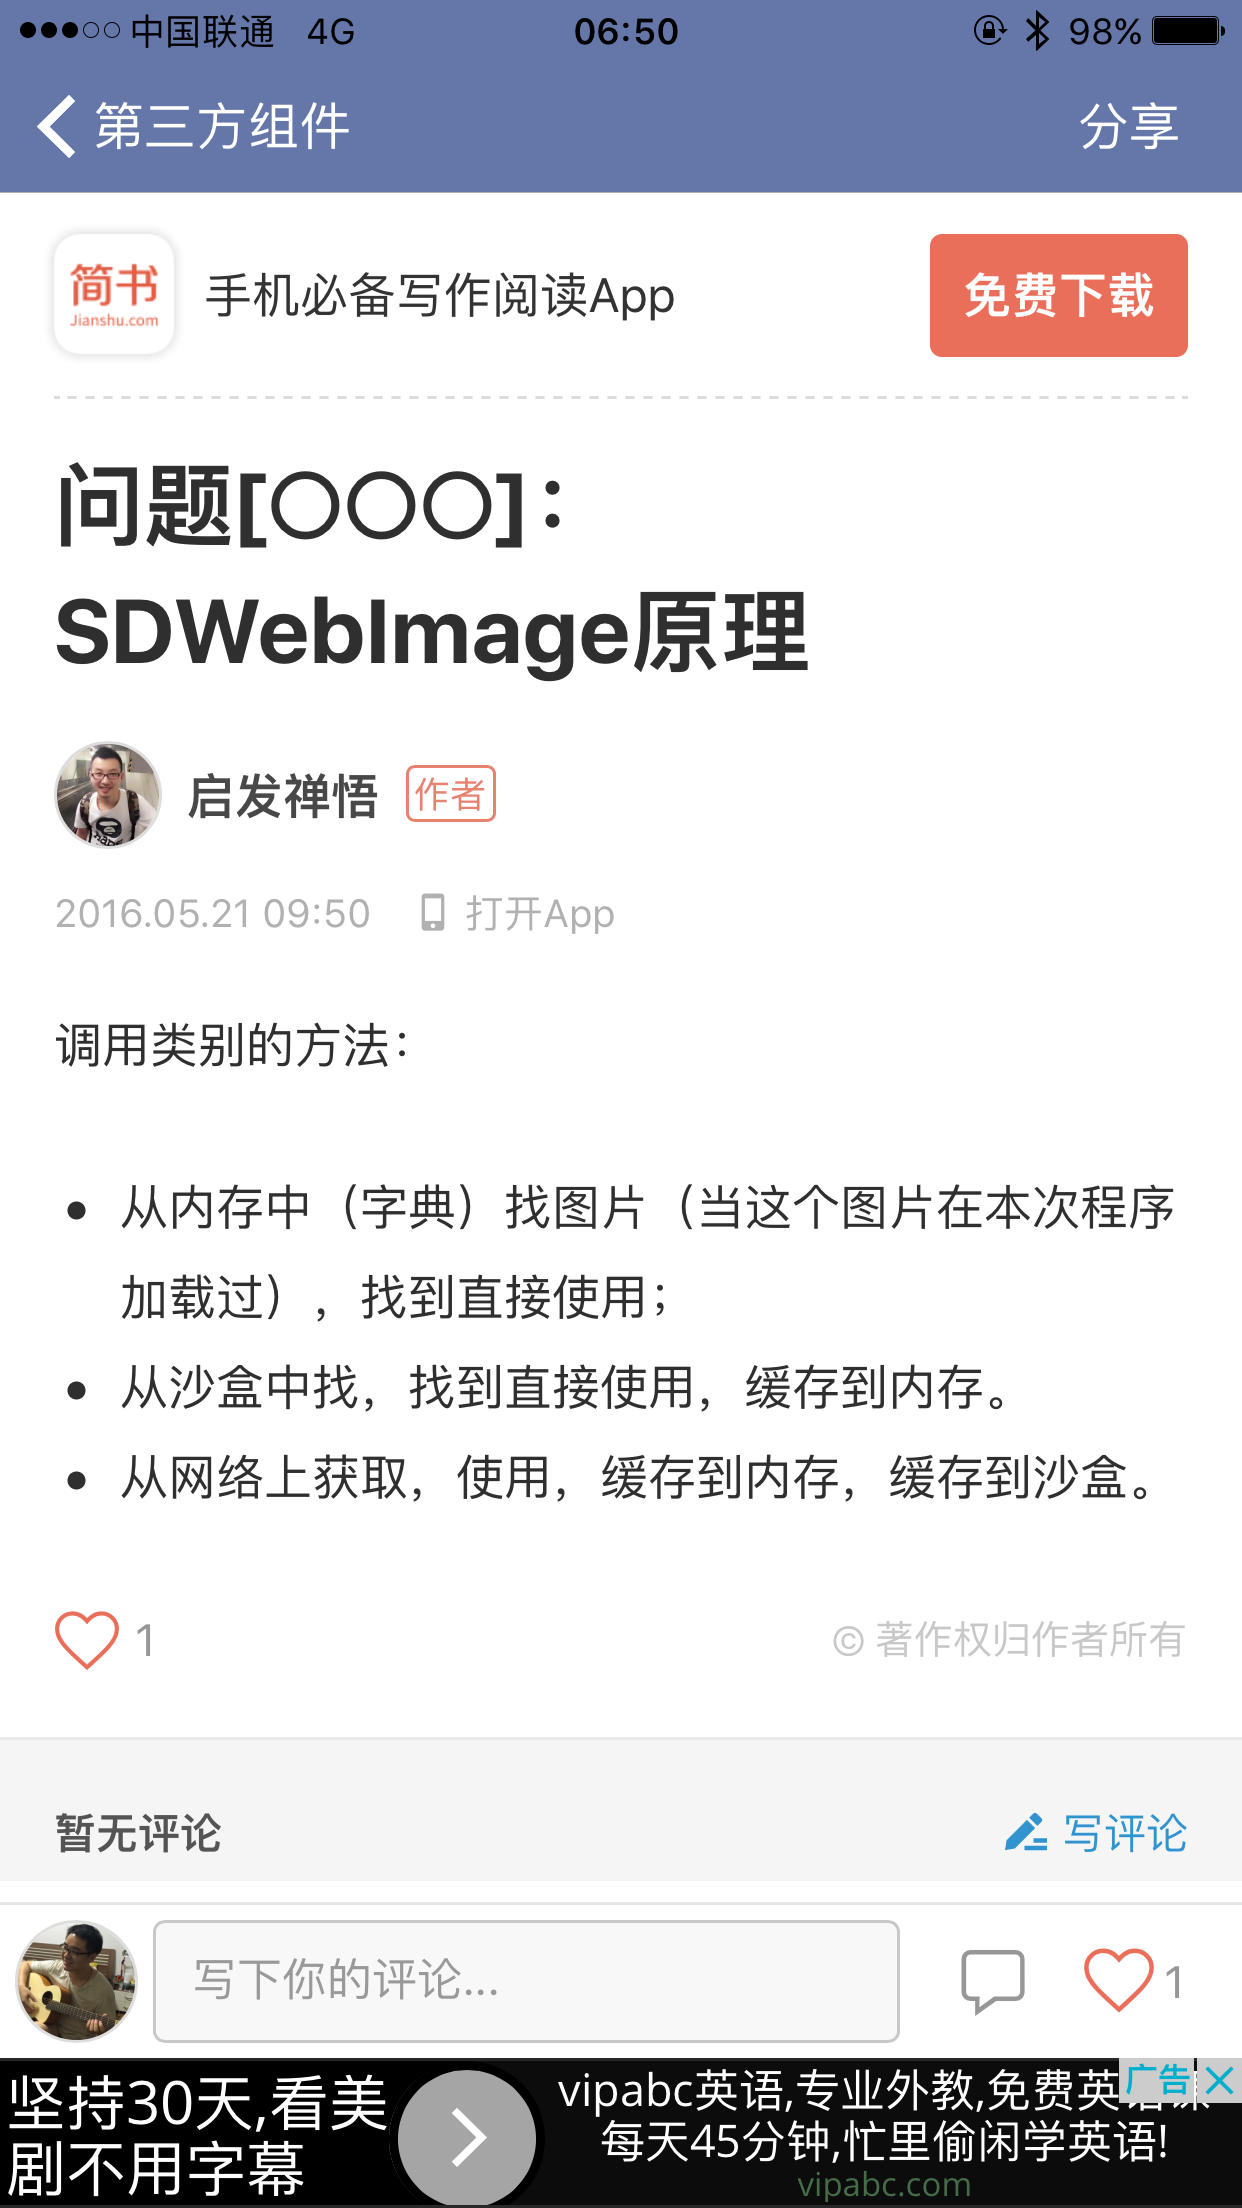 中国联通 4G 06:50 98%
第三方组件 分享
简书
Jianshu.com
手机必备写作阅读App 免费下载
问题[〇〇〇]：
SDWebImage原理
启发禅悟 作者
2016.05.21 09:50 打开App
调用类别的方法：
• 从内存中（字典）找图片（当这个图片在本次程序
加载过），找到直接使用；
• 从沙盒中找，找到直接使用，缓存到内存。
• 从网络上获取，使用，缓存到内存，缓存到沙盒。
1 © 著作权归作者所有
暂无评论 写评论
写下你的评论... 1
坚持30天,看美
剧不用字幕
vipabc英语,专业外教,免费英
每天45分钟,忙里偷闲学英语!
vipabc.com
广告